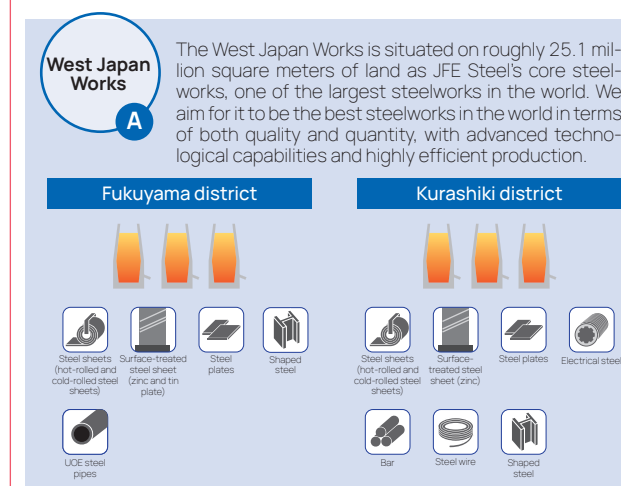 West Japan
Works
A
The West Japan Works is situated on roughly 25.1 mil-
lion square meters of land as JFE Steel's core steel-
works, one of the largest steelworks in the world. We
aim for it to be the best steelworks in the world in terms
of both quality and quantity, with advanced techno-
logical capabilities and highly efficient production.
Fukuyama district
Steel sheets
(hot-rolled and
cold-rolled steel
sheets)
Surface-treated
steel sheet
(zinc and tin
plate)
Steel
plates
Shaped
steel
UOE steel
pipes
Kurashiki district
Steel sheets
(hot-rolled and
cold-rolled steel
sheets)
Surface-
treated steel
sheet (zinc)
Steel plates
Electrical steel
Bar
Steel wire
Shaped
steel